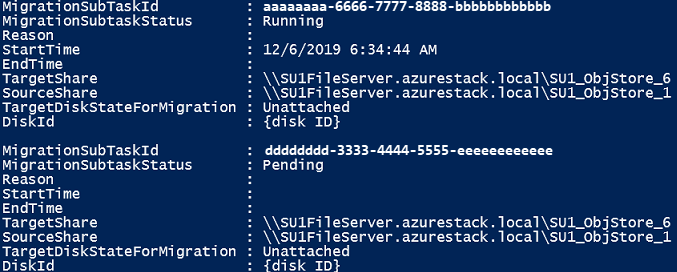 MigrationSubTaskId : aaaaaaaa-6666-7777-8888-bbbbbbbbbbbb
MigrationSubtaskStatus : Running
Reason :
StartTime : 12/6/2019 6:34:44 AM
EndTime :
TargetShare : \\SU1FileServer.azurestack.local\SU1_ObjStore_6
SourceShare : \\SU1FileServer.azurestack.local\SU1_ObjStore_1
TargetDiskStateForMigration : Unattached
DiskId : {disk ID}
MigrationSubTaskId : dddddddd-3333-4444-5555-eeeeeeeeeeee
MigrationSubtaskStatus : Pending
Reason :
StartTime :
EndTime :
TargetShare : \\SU1FileServer.azurestack.local\SU1_ObjStore_6
SourceShare : \\SU1FileServer.azurestack.local\SU1_ObjStore_1
TargetDiskStateForMigration : Unattached
DiskId : {disk ID}